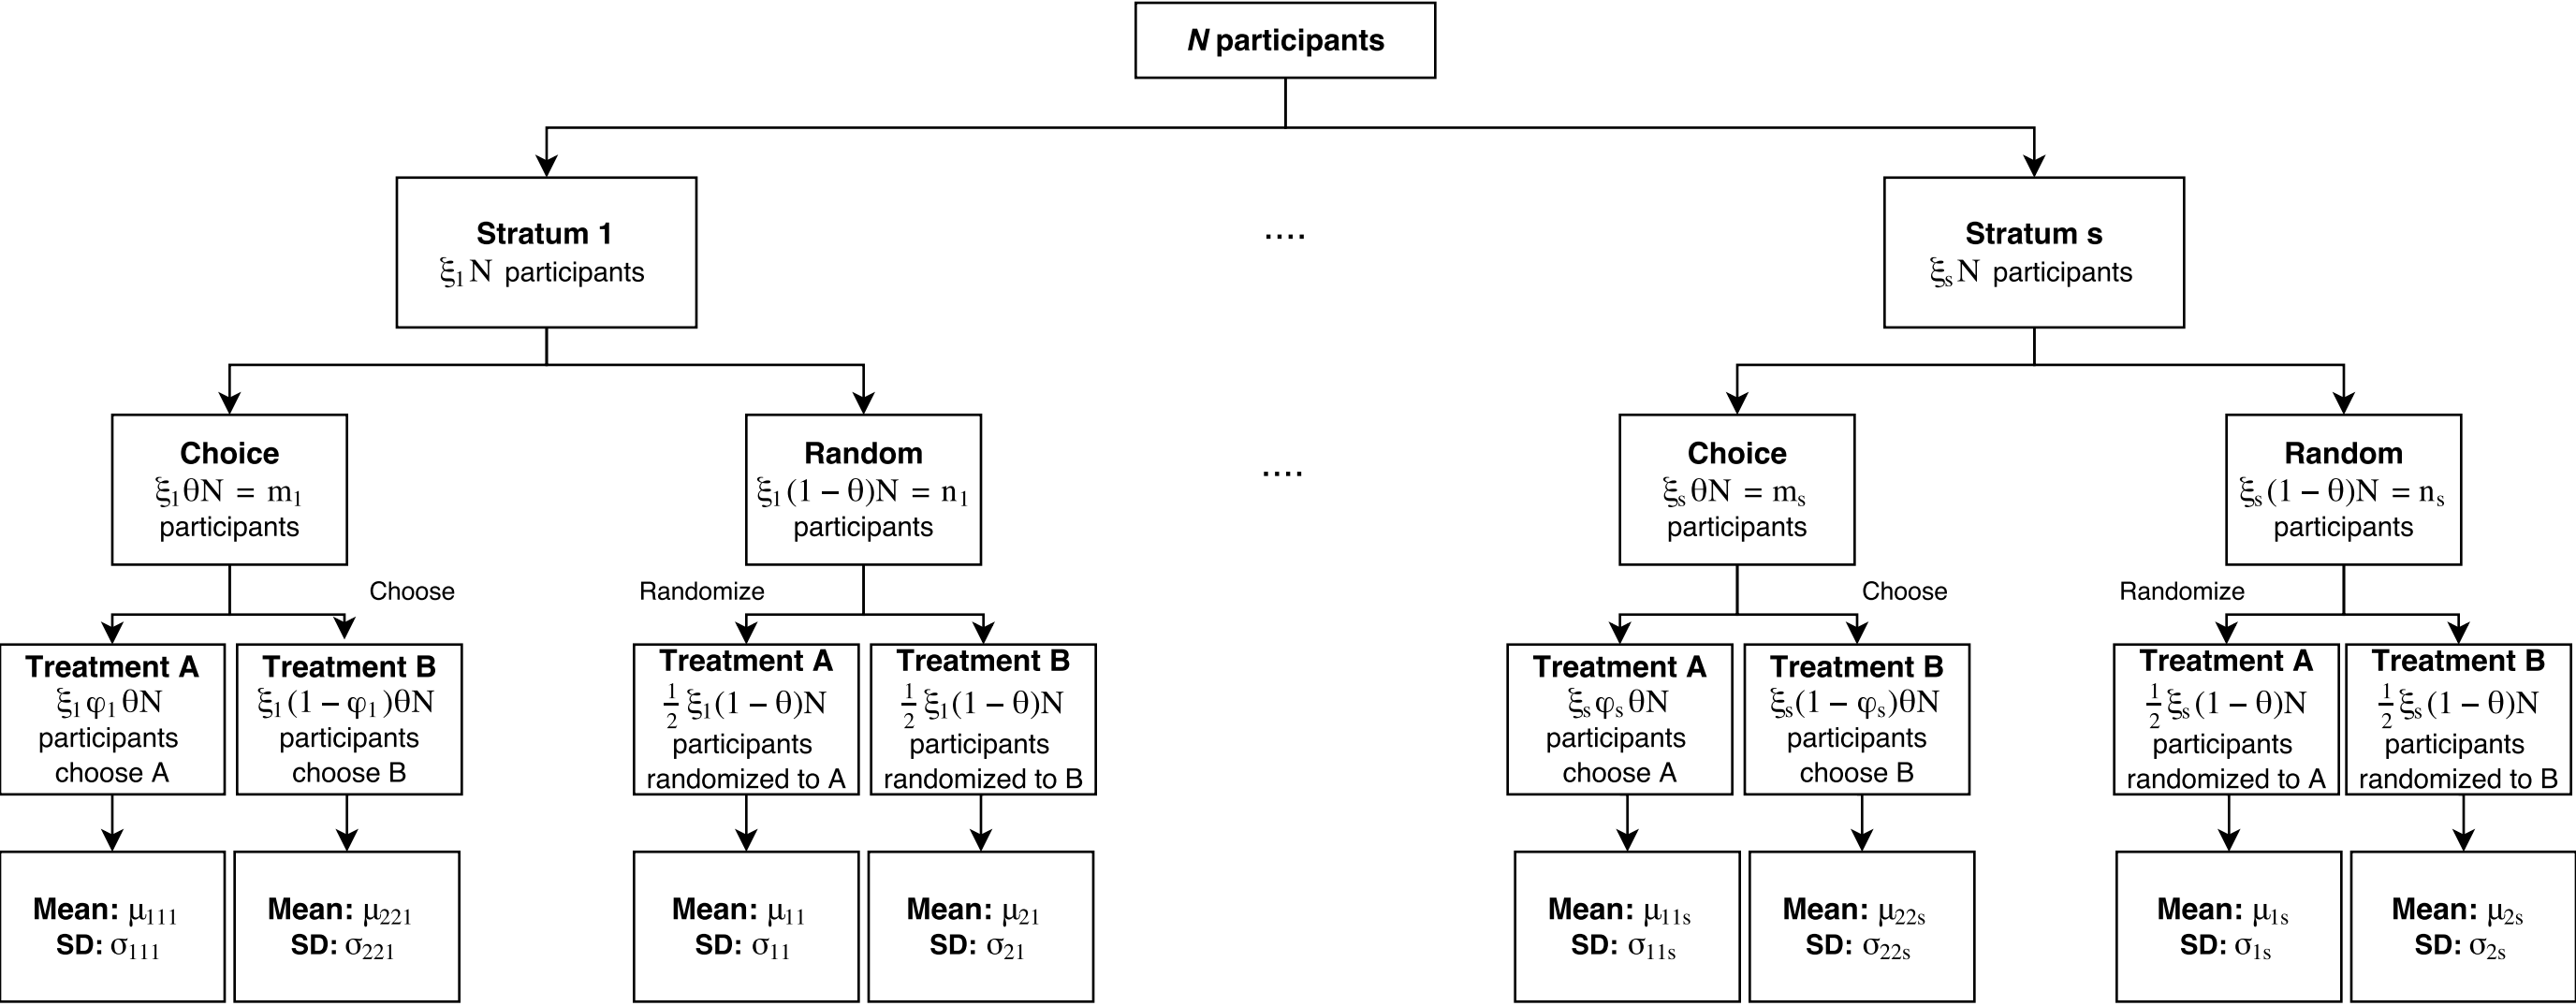 N participants
Stratum 1
ξ₁N participants
....
Stratum s
ξₛN participants
Choice
ξ₁θN = m₁
participants
Random
ξ₁(1 − θ)N = n₁
participants
....
Choice
ξₛθN = mₛ
participants
Random
ξₛ(1 − θ)N = nₛ
participants
Choose
Randomize
Choose
Randomize
Treatment A
ξ₁φ₁θN
participants
choose A
Treatment B
ξ₁(1 − φ₁)θN
participants
choose B
Treatment A
½ξ₁(1 − θ)N
participants
randomized to A
Treatment B
½ξ₁(1 − θ)N
participants
randomized to B
Treatment A
ξₛφₛθN
participants
choose A
Treatment B
ξₛ(1 − φₛ)θN
participants
choose B
Treatment A
½ξₛ(1 − θ)N
participants
randomized to A
Treatment B
½ξₛ(1 − θ)N
participants
randomized to B
Mean: μ₁₁₁
SD: σ₁₁₁
Mean: μ₂₂₁
SD: σ₂₂₁
Mean: μ₁₁
SD: σ₁₁
Mean: μ₂₁
SD: σ₂₁
Mean: μ₁₁ₛ
SD: σ₁₁ₛ
Mean: μ₂₂ₛ
SD: σ₂₂ₛ
Mean: μ₁ₛ
SD: σ₁ₛ
Mean: μ₂ₛ
SD: σ₂ₛ